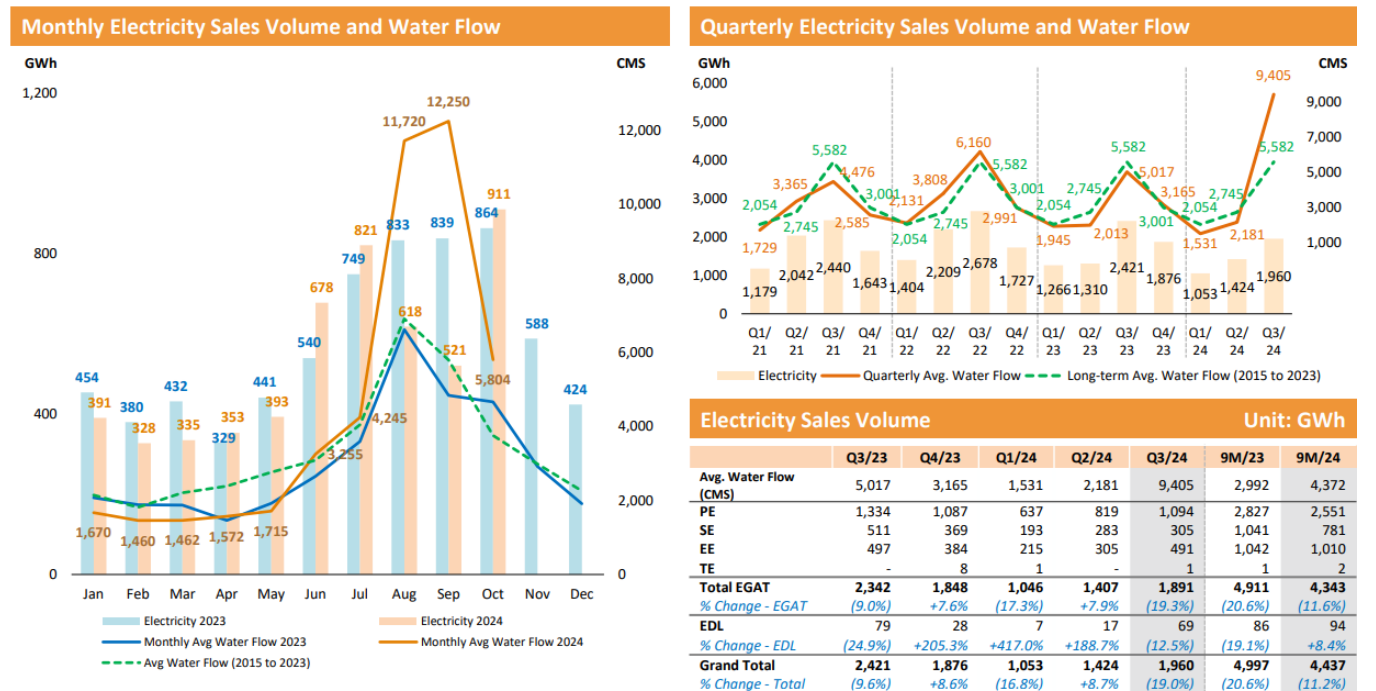 Monthly Electricity Sales Volume and Water Flow
GWh CMS
1,200
800
400
0
12,000
10,000
8,000
6,000
4,000
2,000
0
454 380 432 329 441 540 749 833 839 864 588 424
391 328 335 353 393 678 821 618 521 911
1,670 1,460 1,462 1,572 1,715 3,255 4,245 11,720 12,250 5,804
Jan Feb Mar Apr May Jun Jul Aug Sep Oct Nov Dec
Electricity 2023 Electricity 2024
Monthly Avg Water Flow 2023 Monthly Avg Water Flow 2024
Avg Water Flow (2015 to 2023)
Quarterly Electricity Sales Volume and Water Flow
GWh CMS
6,000
5,000
4,000
3,000
2,000
1,000
0
9,000
7,000
5,000
3,000
1,000
1,729 3,365 4,476 2,585 2,131 3,808 6,160 2,991 1,945 2,013 5,017 3,165 1,531 2,181 9,405
2,054 2,745 5,582 3,001 2,054 2,745 5,582 3,001 2,054 2,745 5,582 3,001 2,054 2,745 5,582
1,179 2,042 2,440 1,643 1,404 2,209 2,678 1,727 1,266 1,310 2,421 1,876 1,053 1,424 1,960
Q1/ Q2/ Q3/ Q4/ Q1/ Q2/ Q3/ Q4/ Q1/ Q2/ Q3/ Q4/ Q1/ Q2/ Q3/
21 21 21 21 22 22 22 22 23 23 23 23 24 24 24
Electricity Quarterly Avg. Water Flow Long-term Avg. Water Flow (2015 to 2023)
Electricity Sales Volume Unit: GWh
Q3/23 Q4/23 Q1/24 Q2/24 Q3/24 9M/23 9M/24
Avg. Water Flow
(CMS) 5,017 3,165 1,531 2,181 9,405 2,992 4,372
PE 1,334 1,087 637 819 1,094 2,827 2,551
SE 511 369 193 283 305 1,041 781
EE 497 384 215 305 491 1,042 1,010
TE - 8 1 - 1 1 2
Total EGAT 2,342 1,848 1,046 1,407 1,891 4,911 4,343
% Change - EGAT (9.0%) +7.6% (17.3%) +7.9% (19.3%) (20.6%) (11.6%)
EDL 79 28 7 17 69 86 94
% Change - EDL (24.9%) +205.3% +417.0% +188.7% (12.5%) (19.1%) +8.4%
Grand Total 2,421 1,876 1,053 1,424 1,960 4,997 4,437
% Change - Total (9.6%) +8.6% (16.8%) +8.7% (19.0%) (20.6%) (11.2%)